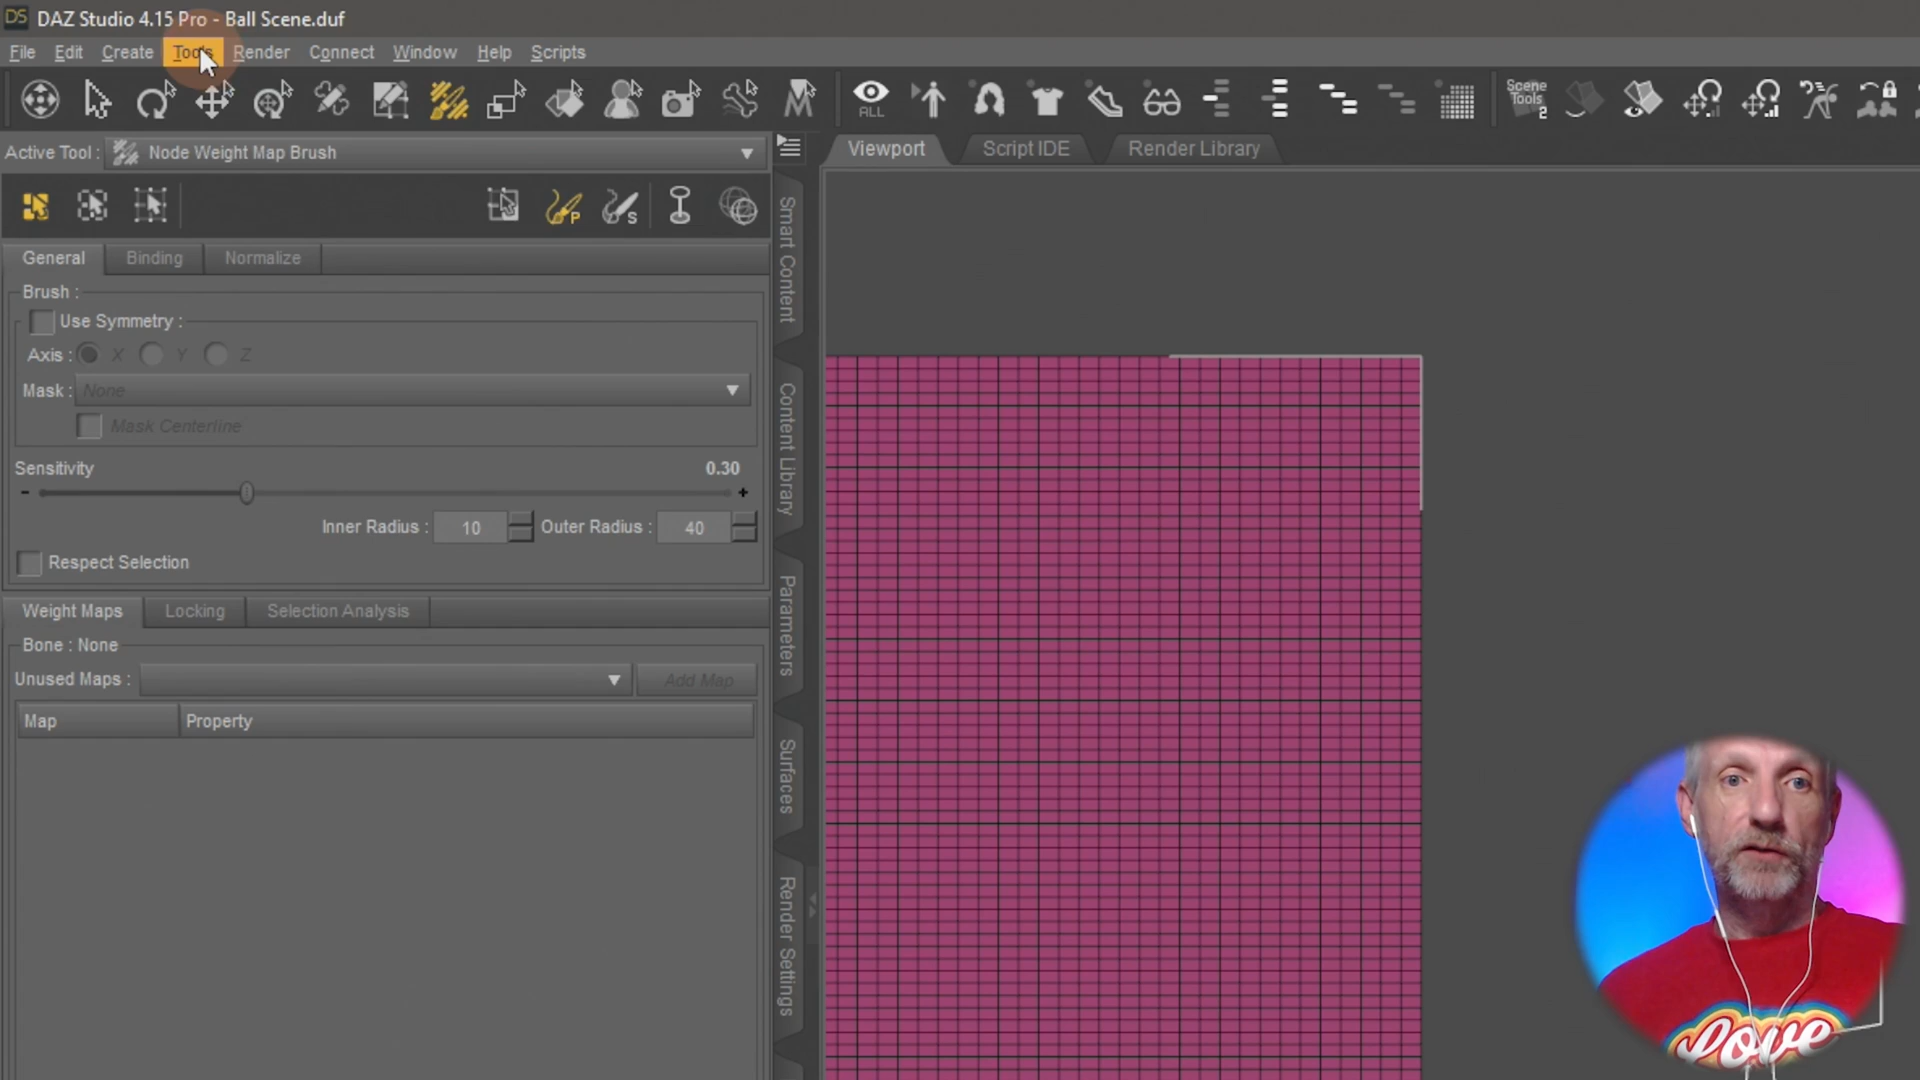 DS DAZ Studio 4.15 Pro - Ball Scene.duf
File Edit Create Tools Render Connect Window Help Scripts
ALL
Scene
Tools
2
Active Tool : Node Weight Map Brush
Viewport Script IDE Render Library
P S
General Binding Normalize
Brush :
Use Symmetry :
Axis : X Y Z
Mask : None
Mask Centerline
Sensitivity 0.30
- +
Inner Radius : 10 Outer Radius : 40
Respect Selection
Weight Maps Locking Selection Analysis
Bone : None
Unused Maps : Add Map
Map Property
Smart Content
Content Library
Parameters
Surfaces
Render Settings
Love